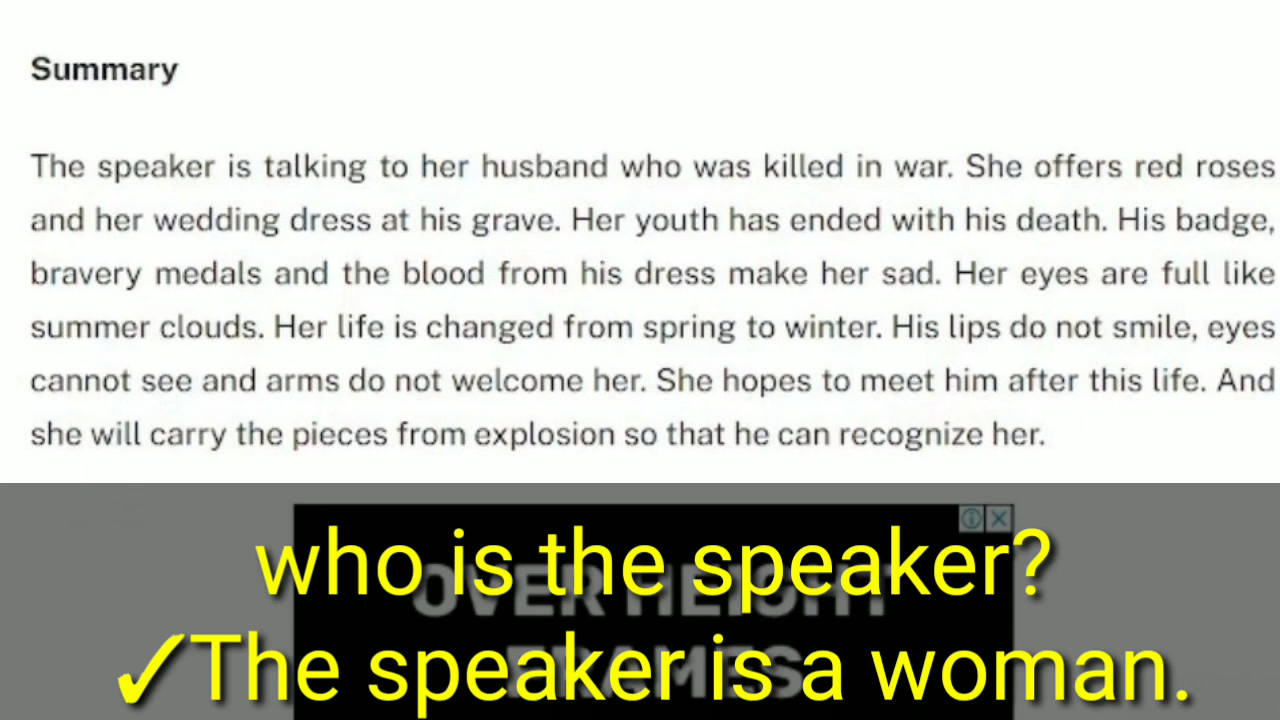 Summary
The speaker is talking to her husband who was killed in war. She offers red roses
and her wedding dress at his grave. Her youth has ended with his death. His badge,
bravery medals and the blood from his dress make her sad. Her eyes are full like
summer clouds. Her life is changed from spring to winter. His lips do not smile, eyes
cannot see and arms do not welcome her. She hopes to meet him after this life. And
she will carry the pieces from explosion so that he can recognize her.
who is the speaker?
OVER HEIGHT
✓The speaker is a woman.